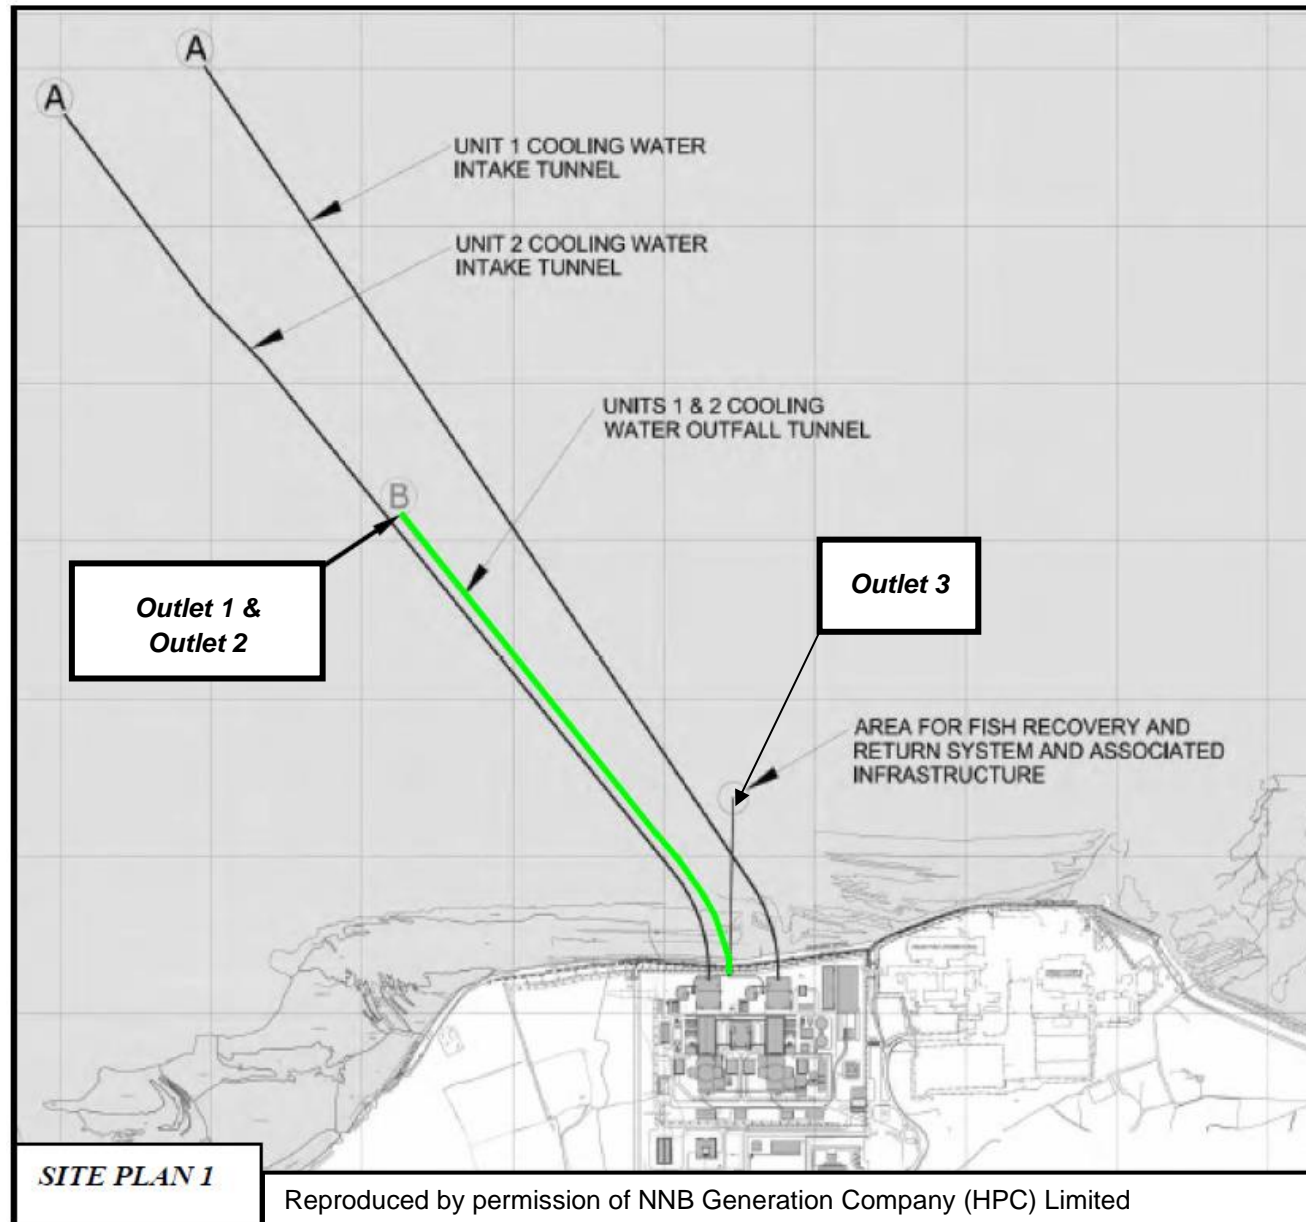 A
A
UNIT 1 COOLING WATER
INTAKE TUNNEL
UNIT 2 COOLING WATER
INTAKE TUNNEL
UNITS 1 & 2 COOLING
WATER OUTFALL TUNNEL
B
Outlet 1 &
Outlet 2
Outlet 3
AREA FOR FISH RECOVERY AND
RETURN SYSTEM AND ASSOCIATED
INFRASTRUCTURE
SITE PLAN 1
Reproduced by permission of NNB Generation Company (HPC) Limited